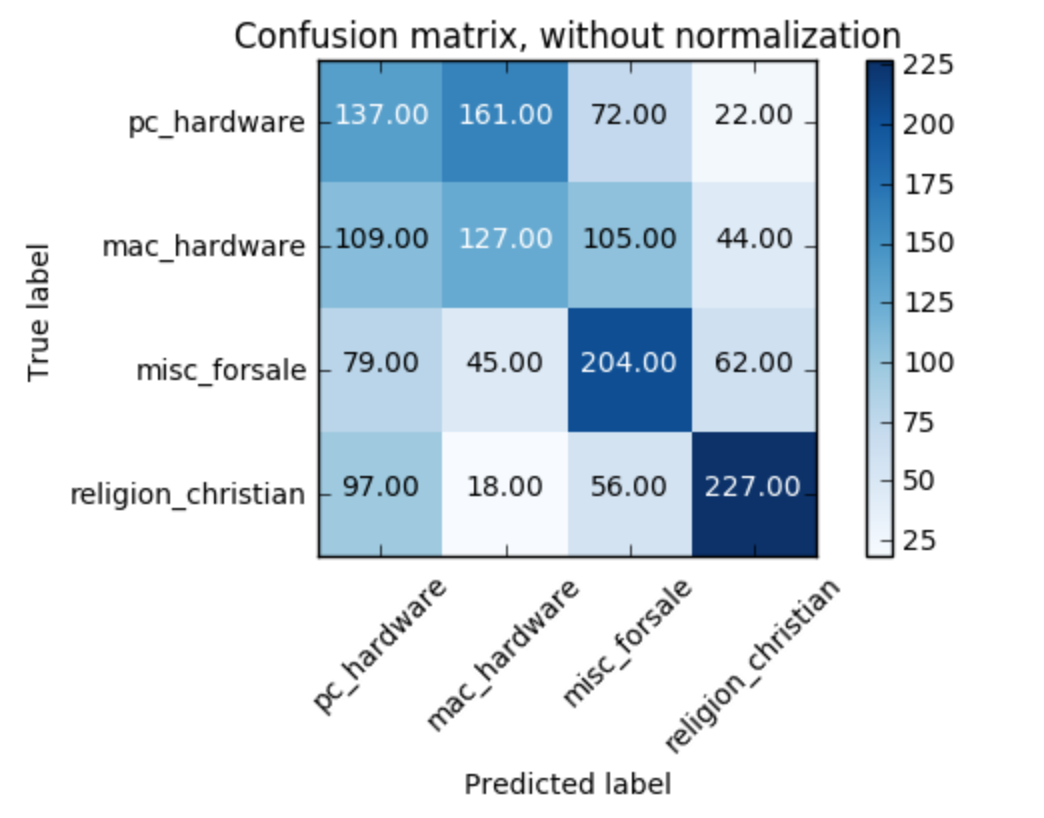 Confusion matrix, without normalization
True label
pc_hardware 137.00 161.00 72.00 22.00
mac_hardware 109.00 127.00 105.00 44.00
misc_forsale 79.00 45.00 204.00 62.00
religion_christian 97.00 18.00 56.00 227.00
pc_hardware mac_hardware misc_forsale religion_christian
Predicted label
225
200
175
150
125
100
75
50
25